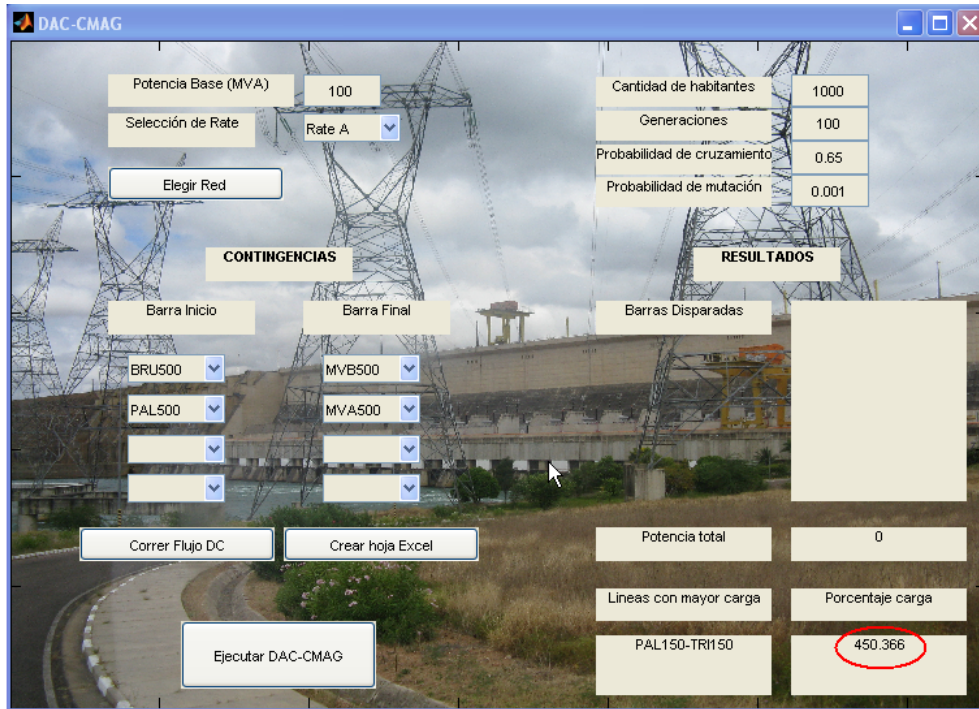 DAC-CMAG
Potencia Base (MVA)
100
Selección de Rate
Rate A
Elegir Red
Cantidad de habitantes
1000
Generaciones
100
Probabilidad de cruzamiento
0.65
Probabilidad de mutación
0.001
CONTINGENCIAS
Barra Inicio
Barra Final
BRU500
MVB500
PAL500
MVA500
Correr Flujo DC
Crear hoja Excel
Ejecutar DAC-CMAG
RESULTADOS
Barras Disparadas
Potencia total
0
Lineas con mayor carga
Porcentaje carga
PAL150-TRI150
450.366